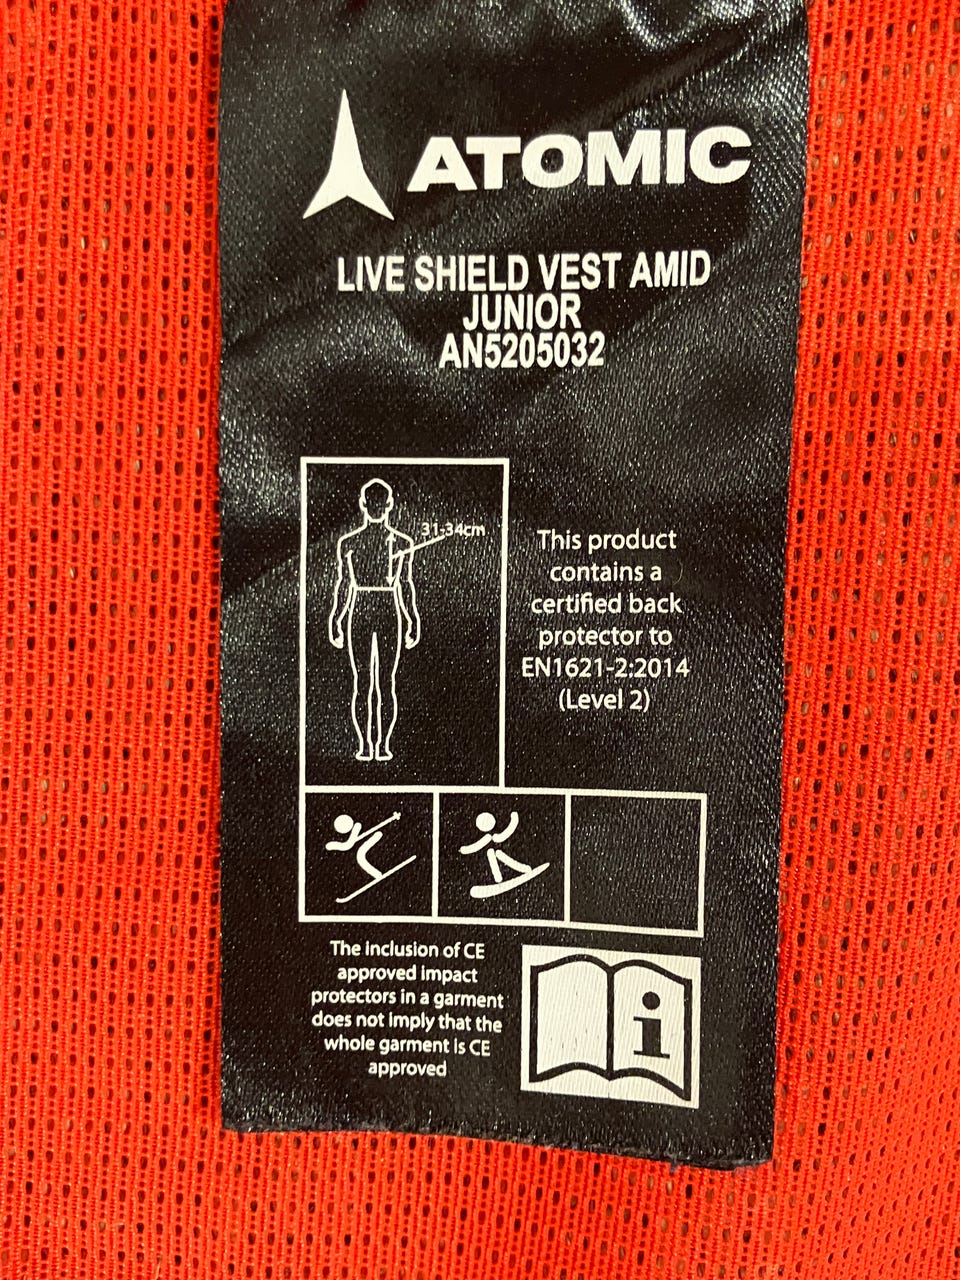 ATOMIC
LIVE SHIELD VEST AMID
JUNIOR
AN5205032
31-34cm
This product
contains a
certified back
protector to
EN1621-2:2014
(Level 2)
The inclusion of CE
approved impact
protectors in a garment
does not imply that the
whole garment is CE
approved
i